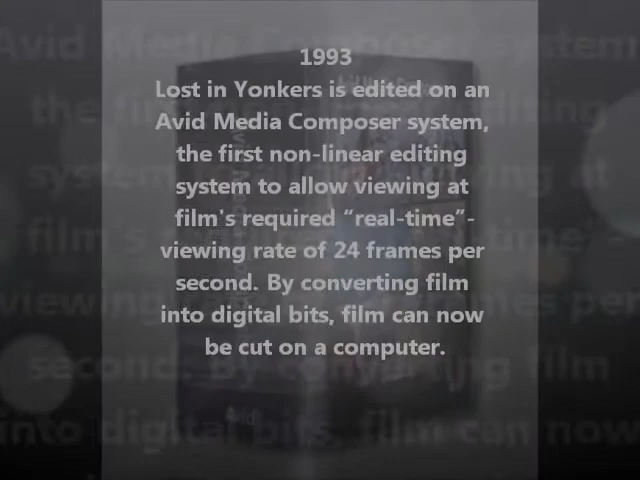 1993
Lost in Yonkers is edited on an
Avid Media Composer system,
the first non-linear editing
system to allow viewing at
film's required “real-time”-
viewing rate of 24 frames per
second. By converting film
into digital bits, film can now
be cut on a computer.
Avid